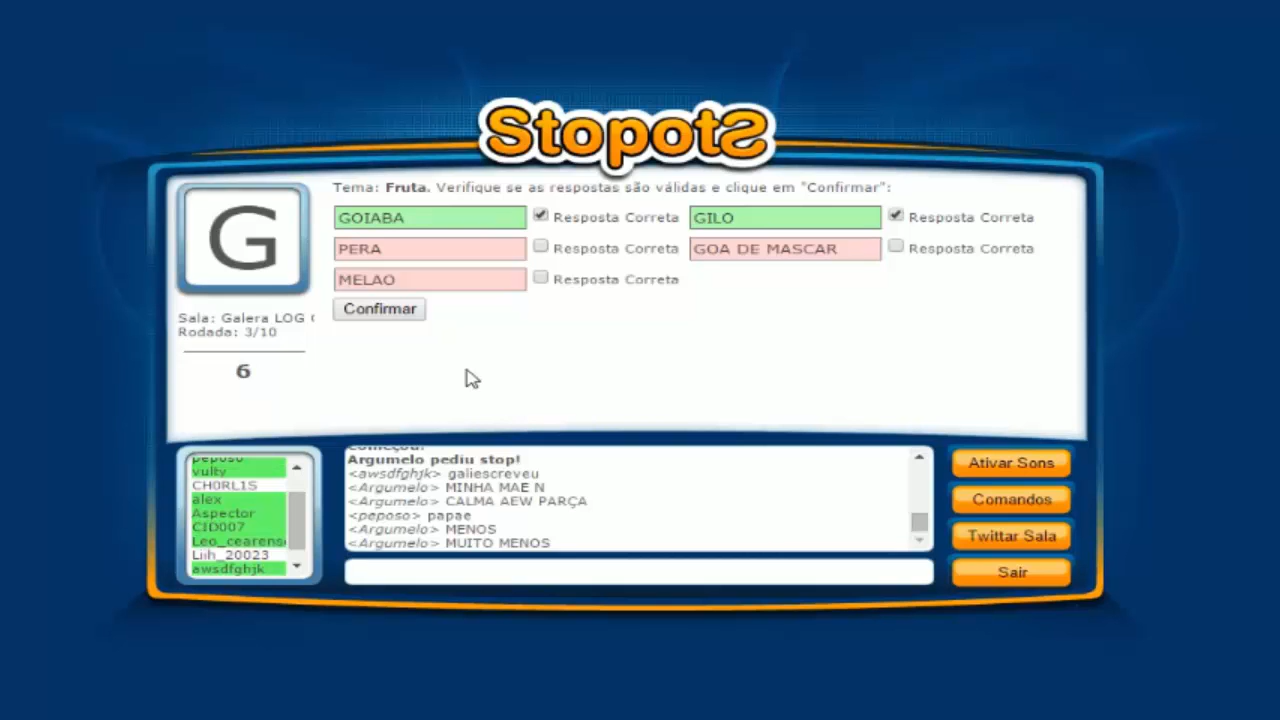 StopotS
G
Tema: Fruta. Verifique se as respostas são válidas e clique em "Confirmar":
GOIABA Resposta Correta GILO Resposta Correta
PERA Resposta Correta GOA DE MASCAR Resposta Correta
MELAO Resposta Correta
Confirmar
Sala: Galera LOG
Rodada: 3/10
6
peposo
vulty
CH0RL1S
alex
Aspector
CID007
Leo_cearens
Liih_20023
awsdfghjk
começou!
Argumelo pediu stop!
<awsdfghjk> galiescreveu
<Argumelo> MINHA MAE N
<Argumelo> CALMA AEW PARÇA
<peposo> papae
<Argumelo> MENOS
<Argumelo> MUITO MENOS
Ativar Sons
Comandos
Twittar Sala
Sair